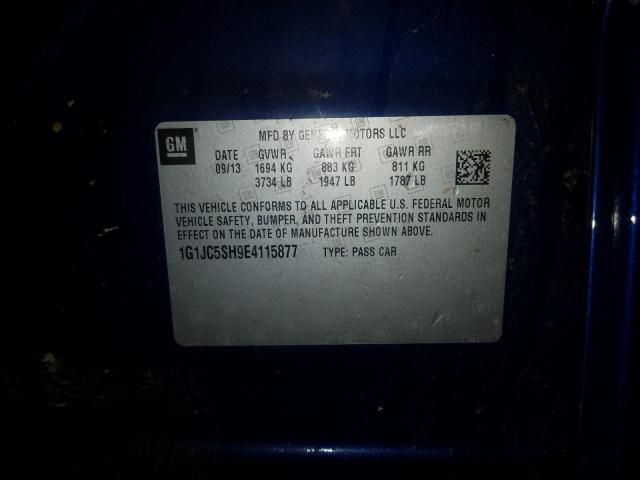 GM
MFD BY GENERAL MOTORS LLC
DATE GVWR GAWR FRT GAWR RR
09/13 1694 KG 883 KG 811 KG
3734 LB 1947 LB 1787 LB
THIS VEHICLE CONFORMS TO ALL APPLICABLE U.S. FEDERAL MOTOR
VEHICLE SAFETY, BUMPER, AND THEFT PREVENTION STANDARDS IN
EFFECT ON THE DATE OF MANUFACTURE SHOWN ABOVE.
1G1JC5SH9E4115877 TYPE: PASS CAR